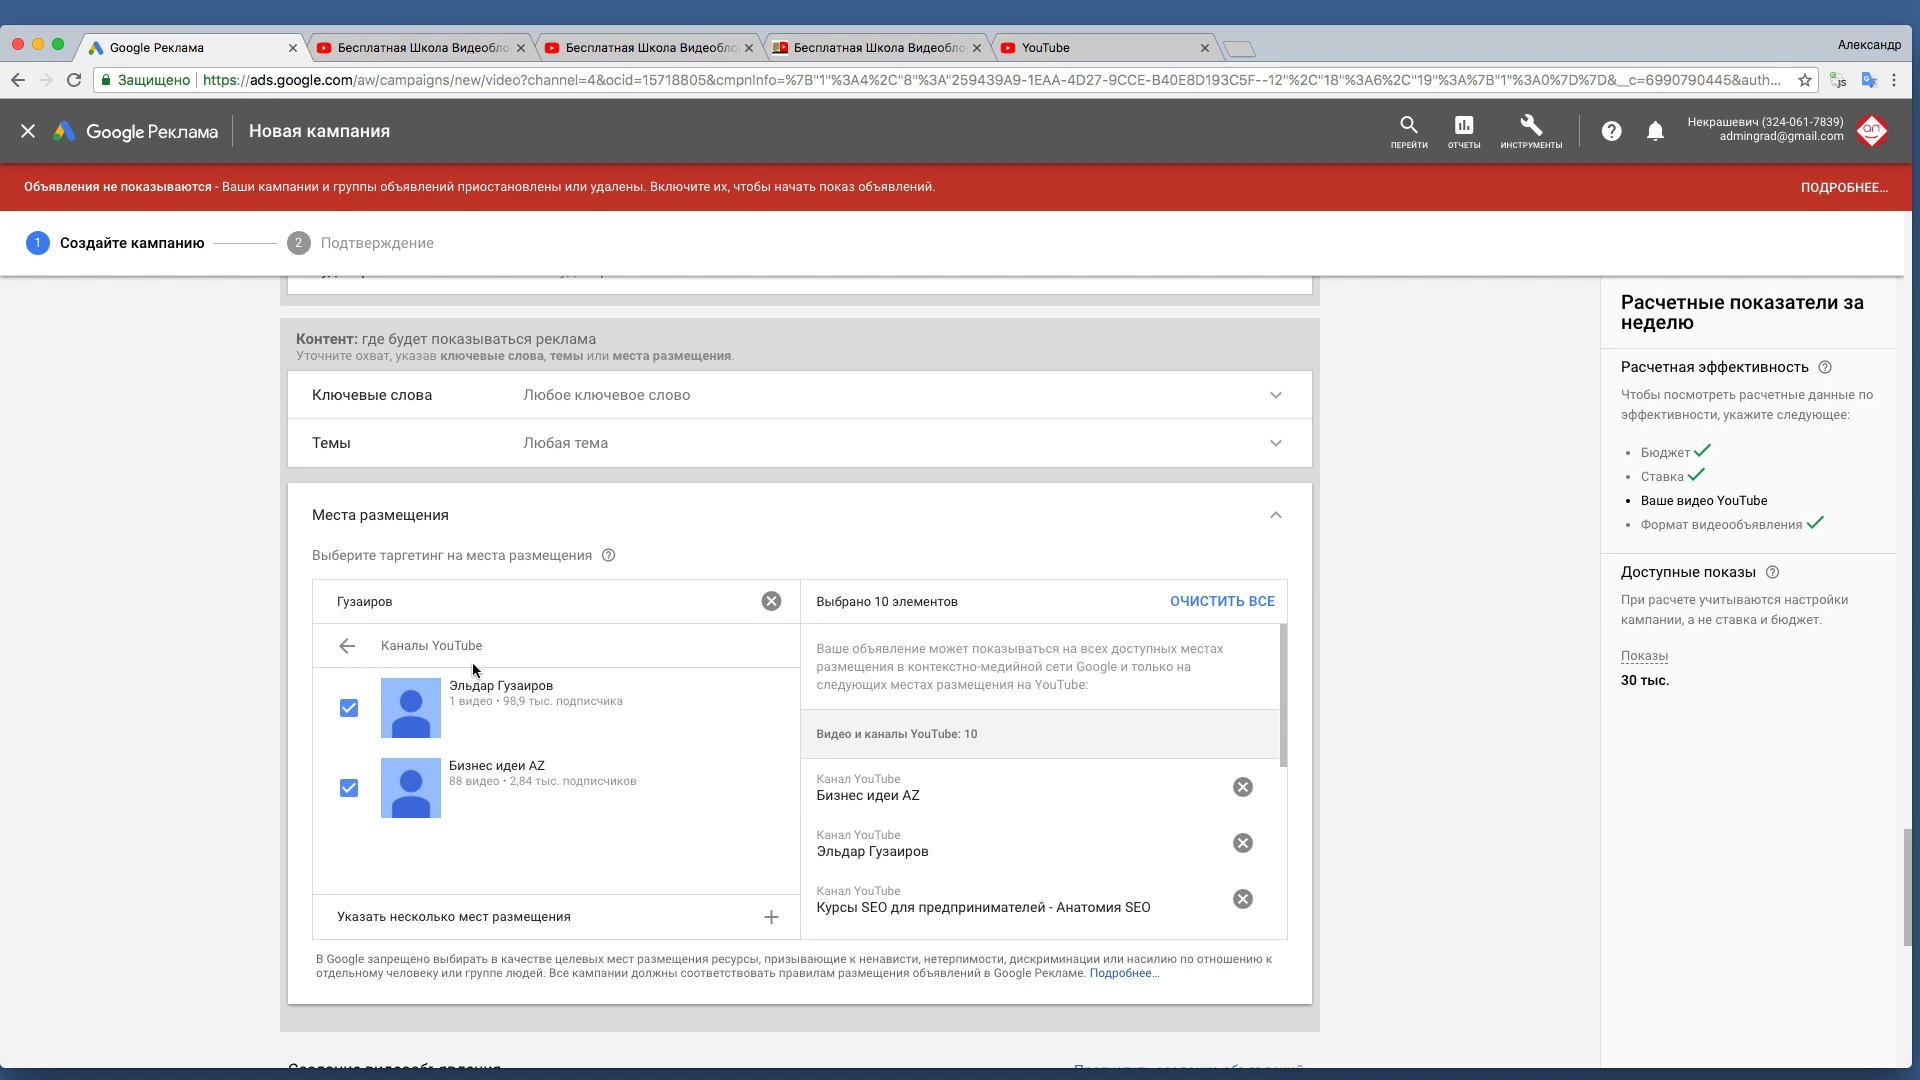 Google Реклама
Бесплатная Школа Видеобло
Бесплатная Школа Видеобло
Бесплатная Школа Видеобло
YouTube
Александр
Защищено
https://ads.google.com/aw/campaigns/new/video?channel=4&ocid=15718805&cmpnInfo=%7B"1"%3A4%2C"8"%3A"259439A9-1EAA-4D27-9CCE-B40E8D193C5F--12"%2C"18"%3A6%2C"19"%3A%7B"1"%3A0%7D%7D&__c=6990790445&auth...
Google Реклама
Новая кампания
ПЕРЕЙТИ
ОТЧЕТЫ
ИНСТРУМЕНТЫ
Некрашевич (324-061-7839)
admingrad@gmail.com
Объявления не показываются - Ваши кампании и группы объявлений приостановлены или удалены. Включите их, чтобы начать показ объявлений.
ПОДРОБНЕЕ...
1 Создайте кампанию
2 Подтверждение
Контент: где будет показываться реклама
Уточните охват, указав ключевые слова, темы или места размещения.
Ключевые слова
Любое ключевое слово
Темы
Любая тема
Места размещения
Выберите таргетинг на места размещения
Гузаиров
Каналы YouTube
Эльдар Гузаиров
1 видео • 98,9 тыс. подписчика
Бизнес идеи AZ
88 видео • 2,84 тыс. подписчиков
Указать несколько мест размещения
Выбрано 10 элементов
ОЧИСТИТЬ ВСЕ
Ваше объявление может показываться на всех доступных местах
размещения в контекстно-медийной сети Google и только на
следующих местах размещения на YouTube:
Видео и каналы YouTube: 10
Канал YouTube
Бизнес идеи AZ
Канал YouTube
Эльдар Гузаиров
Канал YouTube
Курсы SEO для предпринимателей - Анатомия SEO
В Google запрещено выбирать в качестве целевых мест размещения ресурсы, призывающие к ненависти, нетерпимости, дискриминации или насилию по отношению к
отдельному человеку или группе людей. Все кампании должны соответствовать правилам размещения объявлений в Google Рекламе. Подробнее...
Расчетные показатели за
неделю
Расчетная эффективность
Чтобы посмотреть расчетные данные по
эффективности, укажите следующее:
• Бюджет
• Ставка
• Ваше видео YouTube
• Формат видеообъявления
Доступные показы
При расчете учитываются настройки
кампании, а не ставка и бюджет.
Показы
30 тыс.